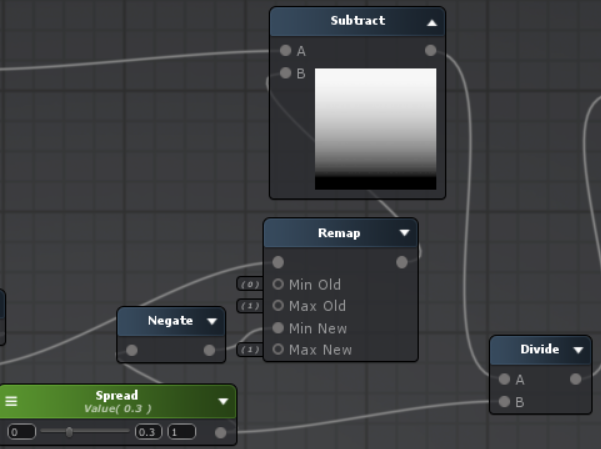 Subtract
A
B
Remap
(0) Min Old
(1) Max Old
Min New
(1) Max New
Negate
Divide
A
B
Spread
Value( 0.3 )
0 0.3 1